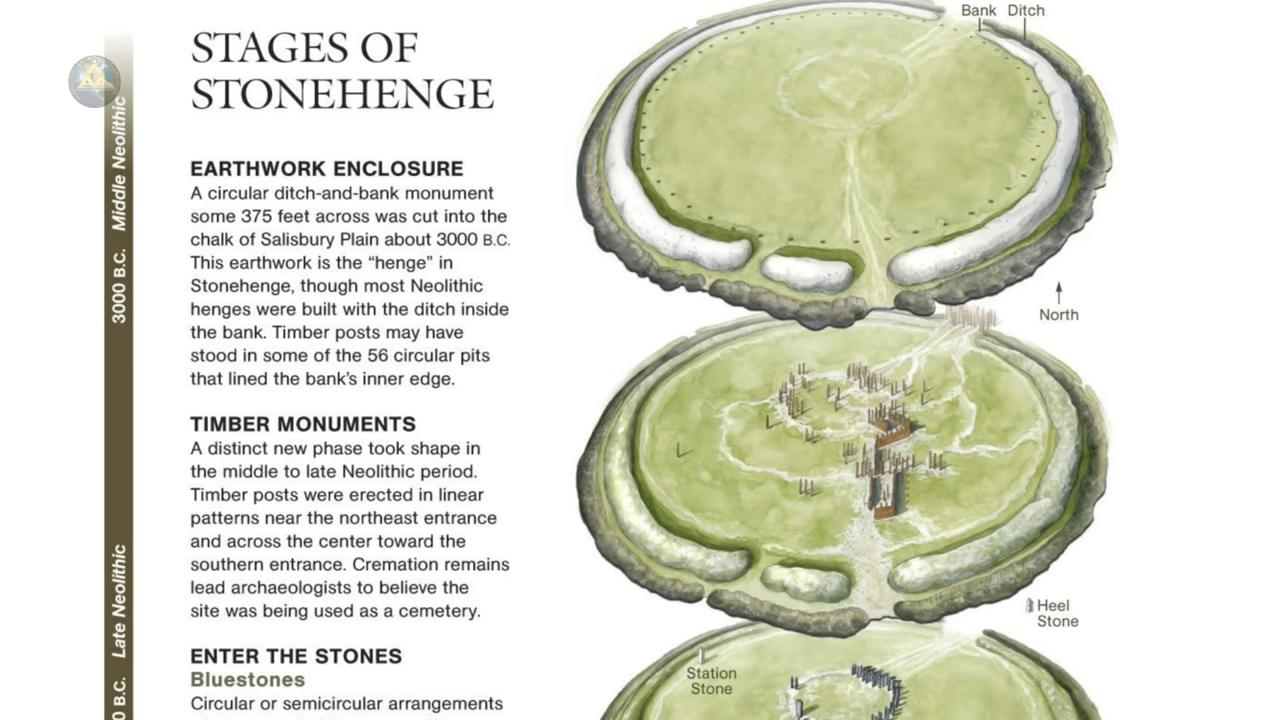 STAGES OF
STONEHENGE
EARTHWORK ENCLOSURE
A circular ditch-and-bank monument
some 375 feet across was cut into the
chalk of Salisbury Plain about 3000 B.C.
This earthwork is the “henge” in
Stonehenge, though most Neolithic
henges were built with the ditch inside
the bank. Timber posts may have
stood in some of the 56 circular pits
that lined the bank’s inner edge.
TIMBER MONUMENTS
A distinct new phase took shape in
the middle to late Neolithic period.
Timber posts were erected in linear
patterns near the northeast entrance
and across the center toward the
southern entrance. Cremation remains
lead archaeologists to believe the
site was being used as a cemetery.
ENTER THE STONES
Bluestones
Circular or semicircular arrangements
Middle Neolithic
3000 B.C.
Late Neolithic
0 B.C.
Bank
Ditch
North
Heel
Stone
Station
Stone